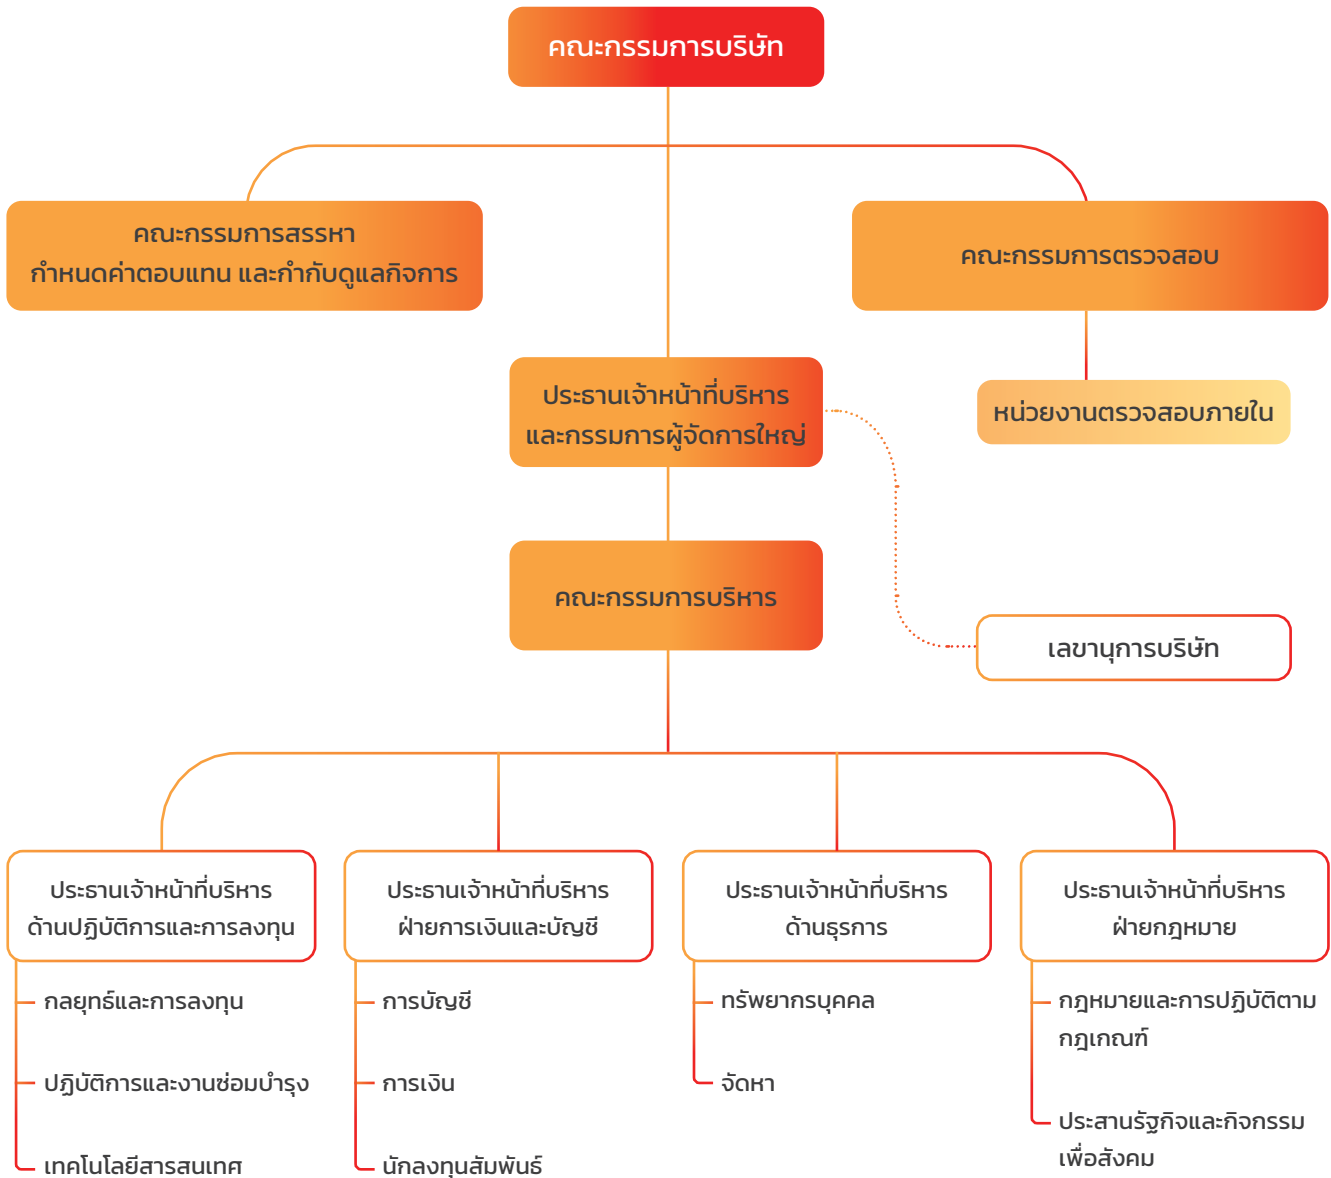 คณะกรรมการบริษัท
คณะกรรมการสรรหา
กำหนดค่าตอบแทน และกำกับดูแลกิจการ
คณะกรรมการตรวจสอบ
ประธานเจ้าหน้าที่บริหาร
และกรรมการผู้จัดการใหญ่
หน่วยงานตรวจสอบภายใน
คณะกรรมการบริหาร
เลขานุการบริษัท
ประธานเจ้าหน้าที่บริหาร
ด้านปฏิบัติการและการลงทุน
กลยุทธ์และการลงทุน
ปฏิบัติการและงานซ่อมบำรุง
เทคโนโลยีสารสนเทศ
ประธานเจ้าหน้าที่บริหาร
ฝ่ายการเงินและบัญชี
การบัญชี
การเงิน
นักลงทุนสัมพันธ์
ประธานเจ้าหน้าที่บริหาร
ด้านธุรการ
ทรัพยากรบุคคล
จัดหา
ประธานเจ้าหน้าที่บริหาร
ฝ่ายกฎหมาย
กฎหมายและการปฏิบัติตาม
กฎเกณฑ์
ประสานรัฐกิจและกิจกรรม
เพื่อสังคม